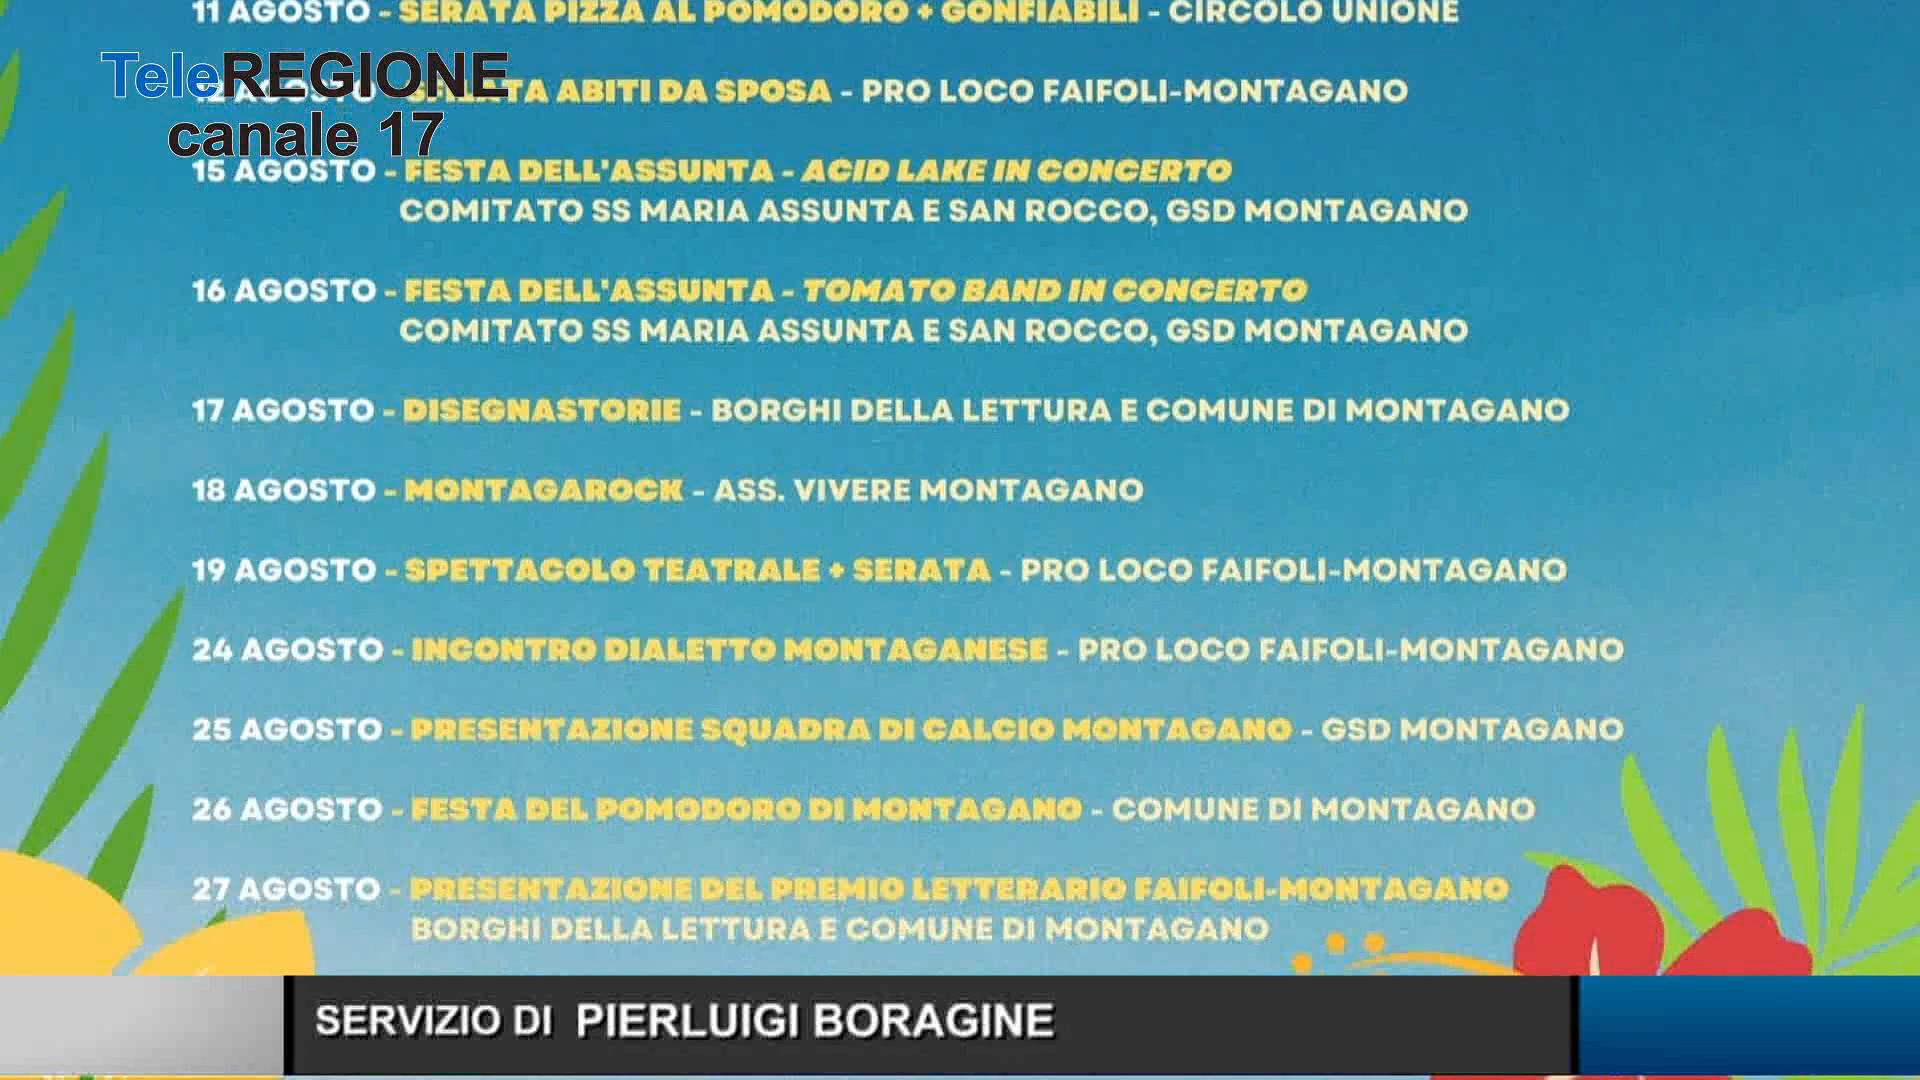 11 AGOSTO - SERATA PIZZA AL POMODORO + GONFIABILI - CIRCOLO UNIONE
TeleREGIONE
canale 17
12 AGOSTO - SFILATA ABITI DA SPOSA - PRO LOCO FAIFOLI-MONTAGANO
15 AGOSTO - FESTA DELL'ASSUNTA - ACID LAKE IN CONCERTO
COMITATO SS MARIA ASSUNTA E SAN ROCCO, GSD MONTAGANO
16 AGOSTO - FESTA DELL'ASSUNTA - TOMATO BAND IN CONCERTO
COMITATO SS MARIA ASSUNTA E SAN ROCCO, GSD MONTAGANO
17 AGOSTO - DISEGNASTORIE - BORGHI DELLA LETTURA E COMUNE DI MONTAGANO
18 AGOSTO - MONTAGAROCK - ASS. VIVERE MONTAGANO
19 AGOSTO - SPETTACOLO TEATRALE + SERATA - PRO LOCO FAIFOLI-MONTAGANO
24 AGOSTO - INCONTRO DIALETTO MONTAGANESE - PRO LOCO FAIFOLI-MONTAGANO
25 AGOSTO - PRESENTAZIONE SQUADRA DI CALCIO MONTAGANO - GSD MONTAGANO
26 AGOSTO - FESTA DEL POMODORO DI MONTAGANO - COMUNE DI MONTAGANO
27 AGOSTO - PRESENTAZIONE DEL PREMIO LETTERARIO FAIFOLI-MONTAGANO
BORGHI DELLA LETTURA E COMUNE DI MONTAGANO
SERVIZIO DI PIERLUIGI BORAGINE